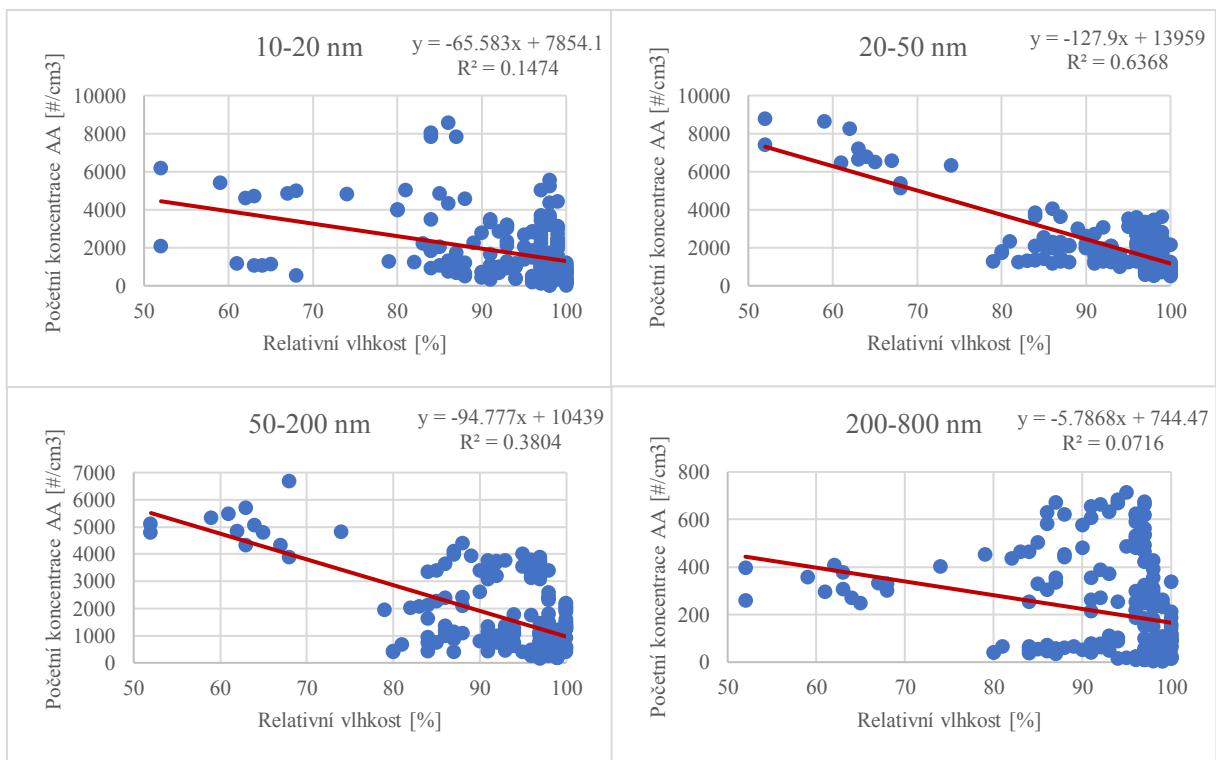 10-20 nm
y = -65.583x + 7854.1
R² = 0.1474
Početní koncentrace AA [#/cm3]
10000
8000
6000
4000
2000
0
50 60 70 80 90 100
Relativní vlhkost [%]
20-50 nm
y = -127.9x + 13959
R² = 0.6368
Početní koncentrace AA [#/cm3]
10000
8000
6000
4000
2000
0
50 60 70 80 90 100
Relativní vlhkost [%]
50-200 nm
y = -94.777x + 10439
R² = 0.3804
Početní koncentrace AA [#/cm3]
7000
6000
5000
4000
3000
2000
1000
0
50 60 70 80 90 100
Relativní vlhkost [%]
200-800 nm
y = -5.7868x + 744.47
R² = 0.0716
Početní koncentrace AA [#/cm3]
800
600
400
200
0
50 60 70 80 90 100
Relativní vlhkost [%]